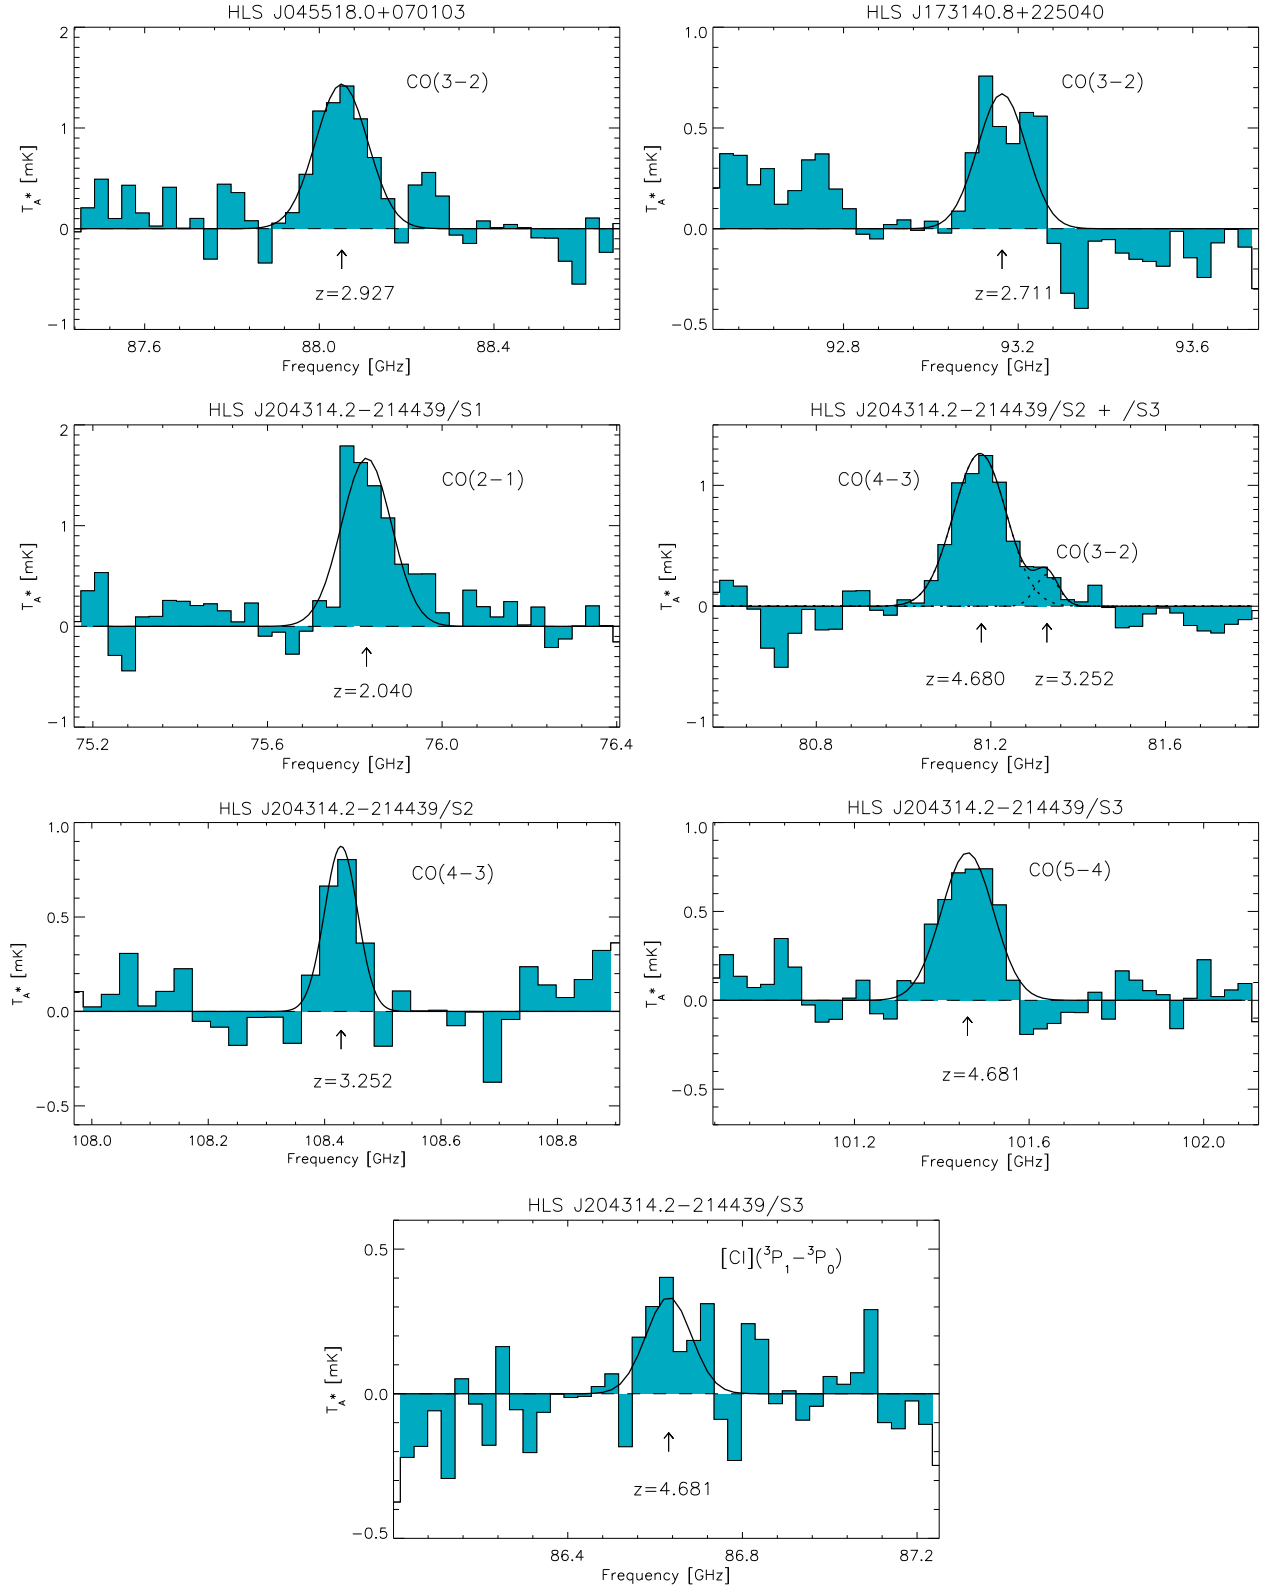 HLS J045518.0+070103
2
1
0
−1
T_A* [mK]
CO(3−2)
z=2.927
87.6 88.0 88.4
Frequency [GHz]
HLS J173140.8+225040
1.0
0.5
0.0
−0.5
T_A* [mK]
CO(3−2)
z=2.711
92.8 93.2 93.6
Frequency [GHz]
HLS J204314.2−214439/S1
2
1
0
−1
T_A* [mK]
CO(2−1)
z=2.040
75.2 75.6 76.0 76.4
Frequency [GHz]
HLS J204314.2−214439/S2 + /S3
1
0
−1
T_A* [mK]
CO(4−3)
CO(3−2)
z=4.680 z=3.252
80.8 81.2 81.6
Frequency [GHz]
HLS J204314.2−214439/S2
1.0
0.5
0.0
−0.5
T_A* [mK]
CO(4−3)
z=3.252
108.0 108.2 108.4 108.6 108.8
Frequency [GHz]
HLS J204314.2−214439/S3
1.0
0.5
0.0
−0.5
T_A* [mK]
CO(5−4)
z=4.681
101.2 101.6 102.0
Frequency [GHz]
HLS J204314.2−214439/S3
0.5
0.0
−0.5
T_A* [mK]
[CI](³P₁−³P₀)
z=4.681
86.4 86.8 87.2
Frequency [GHz]